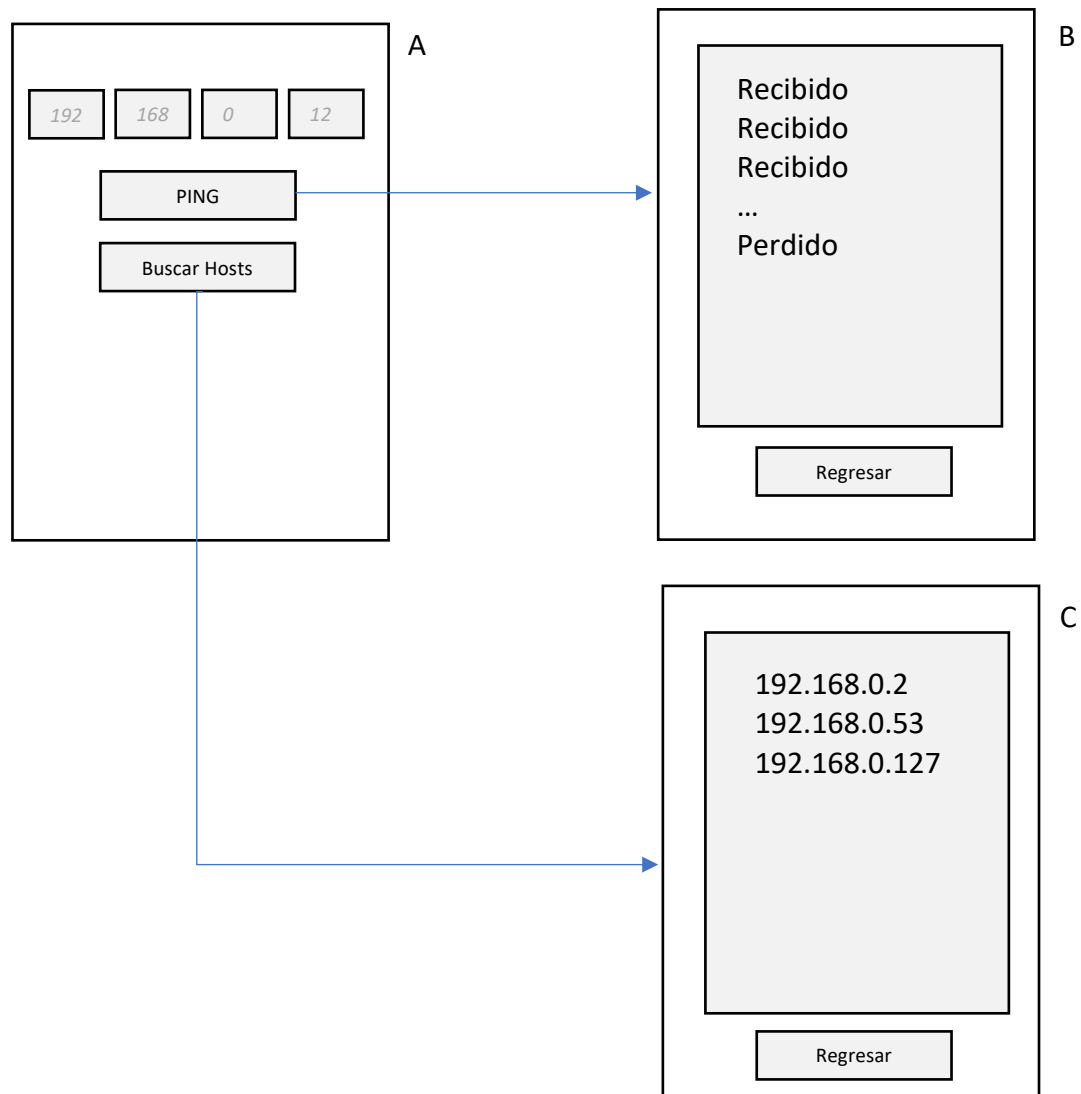 A
192 168 0 12
PING
Buscar Hosts
B
Recibido
Recibido
Recibido
...
Perdido
Regresar
C
192.168.0.2
192.168.0.53
192.168.0.127
Regresar